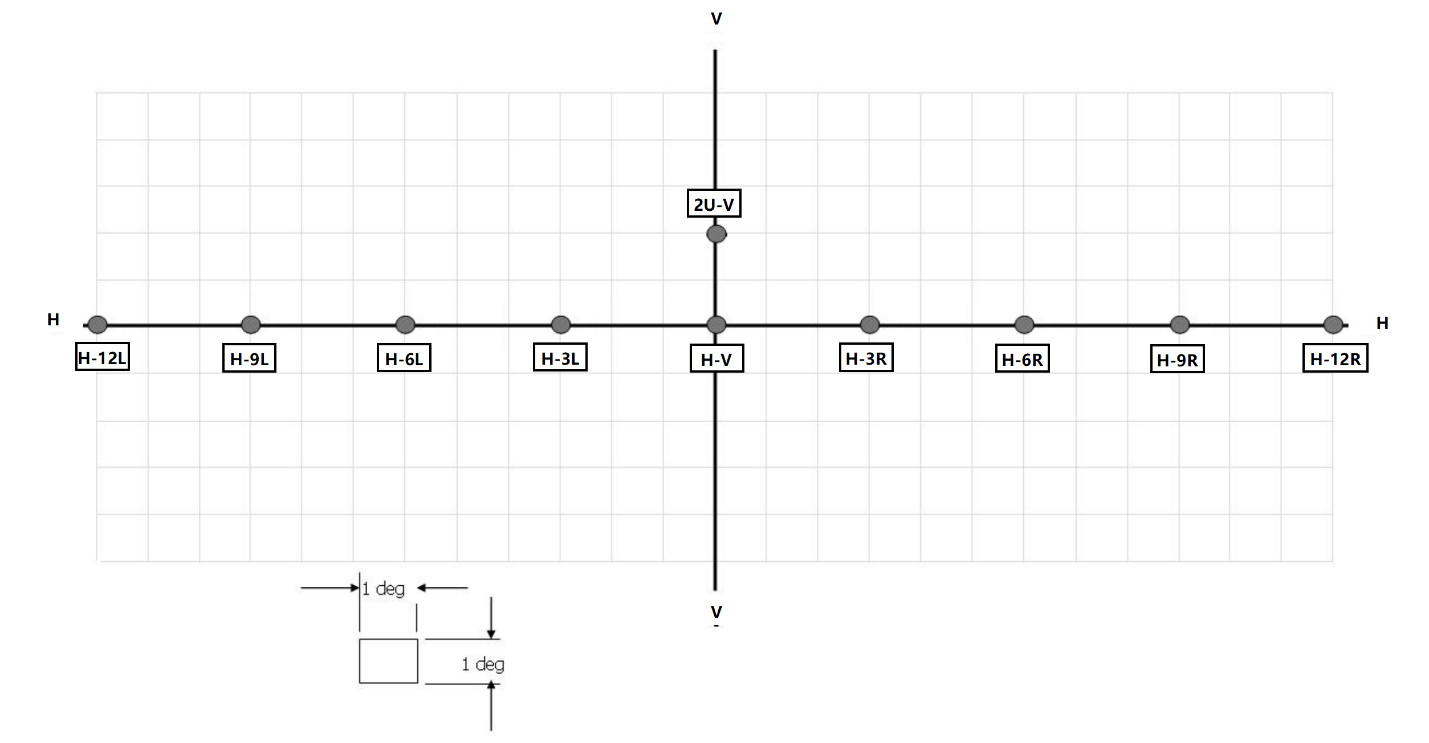 V
2U-V
H
H
H-12L
H-9L
H-6L
H-3L
H-V
H-3R
H-6R
H-9R
H-12R
1 deg
V
-
1 deg